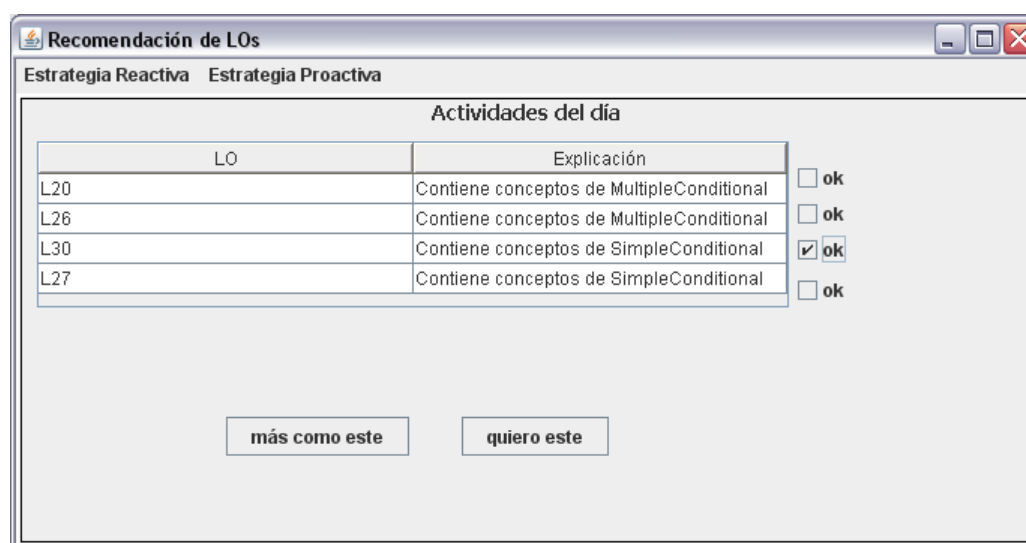 Recomendación de LOs
Estrategia Reactiva Estrategia Proactiva
Actividades del día
LO Explicación
L20 Contiene conceptos de MultipleConditional ok
L26 Contiene conceptos de MultipleConditional ok
L30 Contiene conceptos de SimpleConditional ok
L27 Contiene conceptos de SimpleConditional ok
más como este quiero este